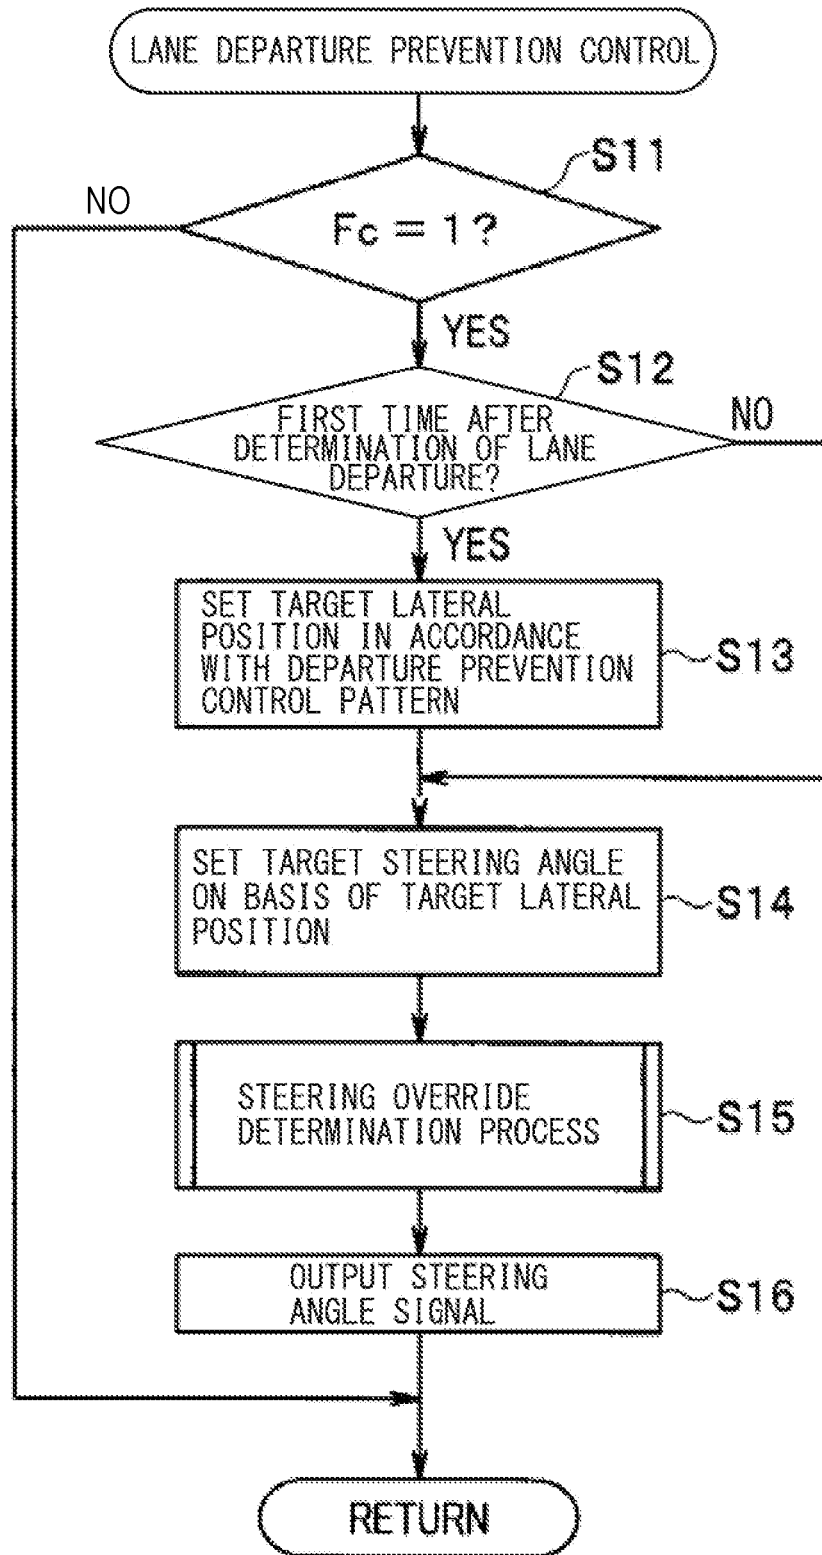 LANE DEPARTURE PREVENTION CONTROL
S11
NO
Fc = 1?
YES
S12
FIRST TIME AFTER
DETERMINATION OF LANE
DEPARTURE?
NO
YES
SET TARGET LATERAL
POSITION IN ACCORDANCE
WITH DEPARTURE PREVENTION
CONTROL PATTERN
S13
SET TARGET STEERING ANGLE
ON BASIS OF TARGET LATERAL
POSITION
S14
STEERING OVERRIDE
DETERMINATION PROCESS
S15
OUTPUT STEERING
ANGLE SIGNAL
S16
RETURN